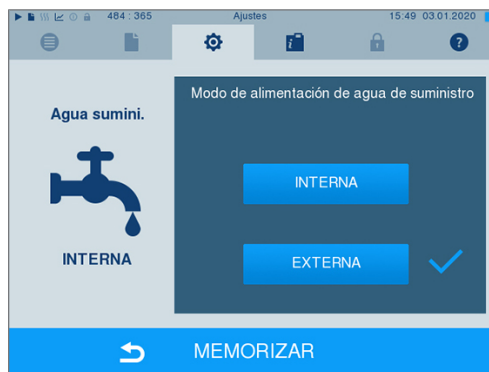 484 : 365 Ajustes 15:49 03.01.2020
Modo de alimentación de agua de suministro
Agua sumini.
INTERNA
INTERNA
EXTERNA
MEMORIZAR